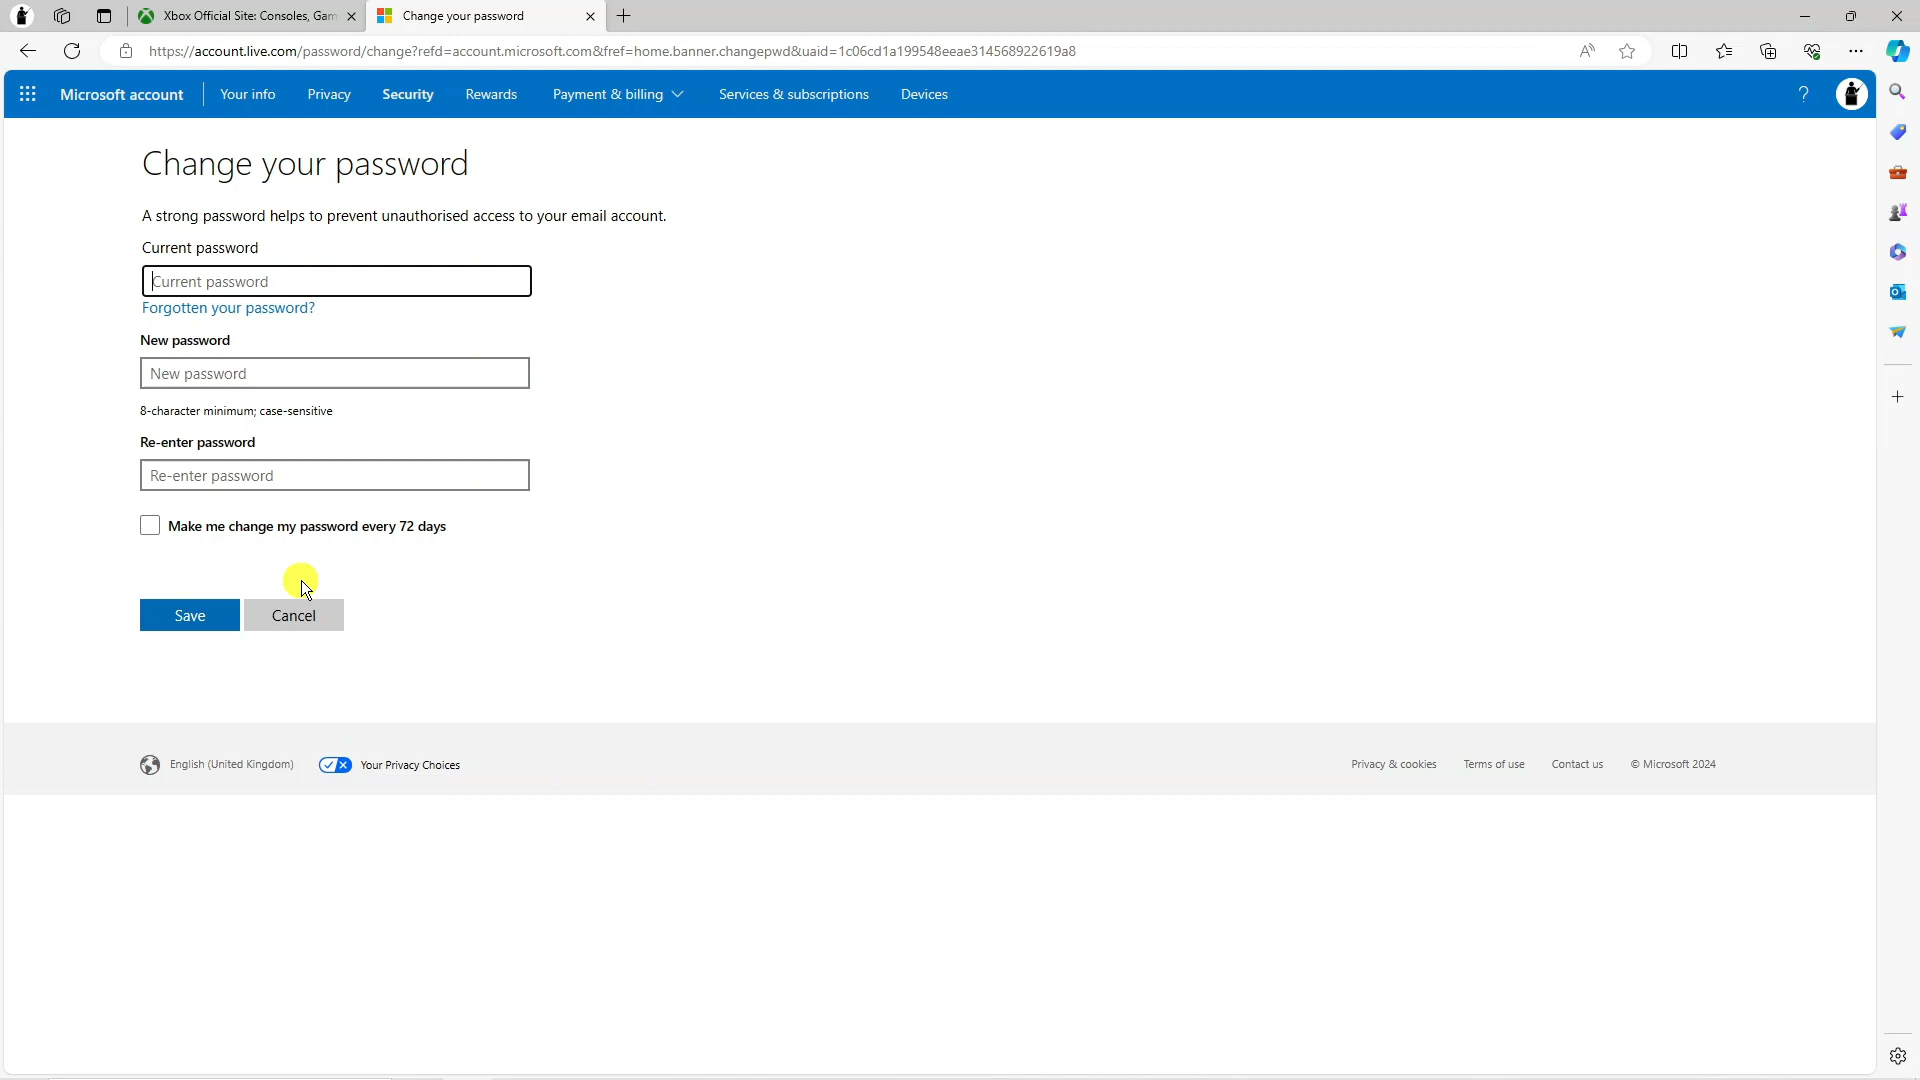 Xbox Official Site: Consoles, Gam
Change your password
https://account.live.com/password/change?refd=account.microsoft.com&fref=home.banner.changepwd&uaid=1c06cd1a199548eeae314568922619a8
Microsoft account
Your info
Privacy
Security
Rewards
Payment & billing
Services & subscriptions
Devices
?
Change your password
A strong password helps to prevent unauthorised access to your email account.
Current password
Current password
Forgotten your password?
New password
New password
8-character minimum; case-sensitive
Re-enter password
Re-enter password
Make me change my password every 72 days
Save
Cancel
English (United Kingdom)
Your Privacy Choices
Privacy & cookies
Terms of use
Contact us
© Microsoft 2024